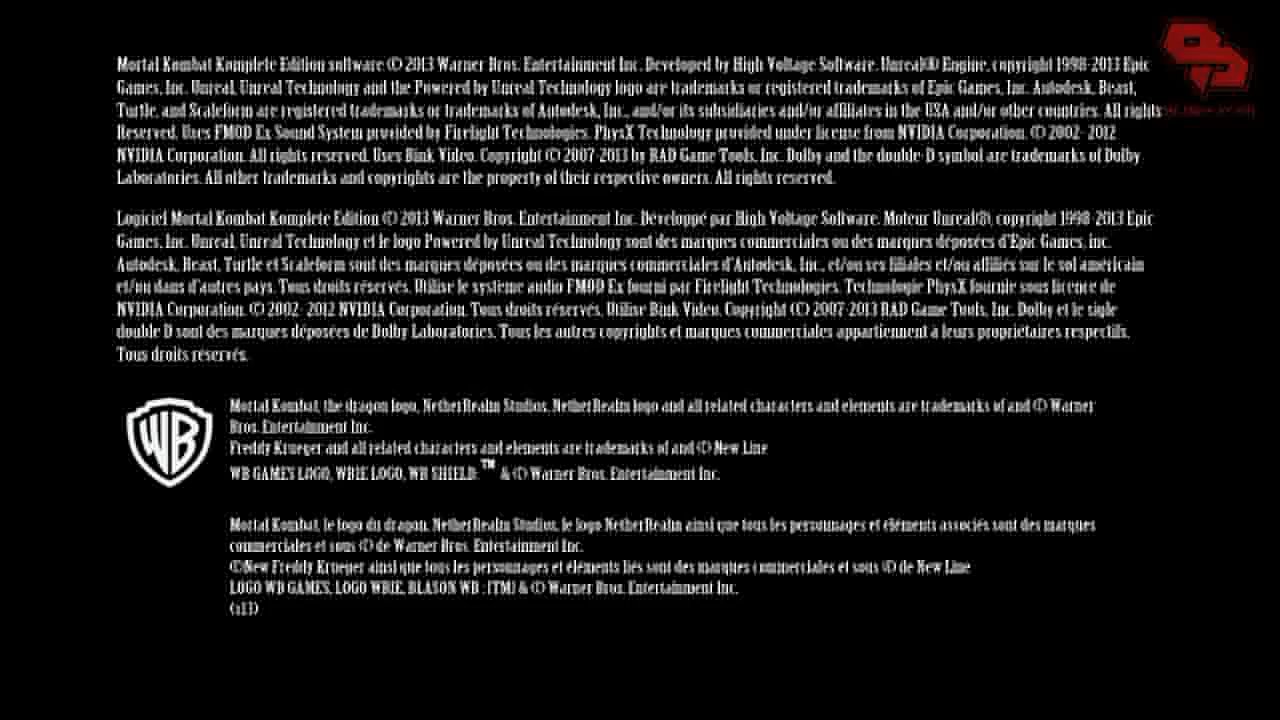 Mortal Kombat Komplete Edition software © 2013 Warner Bros. Entertainment Inc. Developed by High Voltage Software. Unreal® Engine, copyright 1998-2013 Epic
Games, Inc. Unreal, Unreal Technology and the Powered by Unreal Technology logo are trademarks or registered trademarks of Epic Games, Inc. Autodesk, Beast,
Turtle, and Scaleform are registered trademarks or trademarks of Autodesk, Inc., and/or its subsidiaries and/or affiliates in the USA and/or other countries. All rights
Reserved. Uses FMOD Ex Sound System provided by Firelight Technologies. PhysX Technology provided under license from NVIDIA Corporation. © 2002- 2012
NVIDIA Corporation. All rights reserved. Uses Bink Video. Copyright © 2007-2013 by RAD Game Tools, Inc. Dolby and the double-D symbol are trademarks of Dolby
Laboratories. All other trademarks and copyrights are the property of their respective owners. All rights reserved.
Logiciel Mortal Kombat Komplete Edition © 2013 Warner Bros. Entertainment Inc. Développé par High Voltage Software. Moteur Unreal®, copyright 1998-2013 Epic
Games, Inc. Unreal, Unreal Technology et le logo Powered by Unreal Technology sont des marques commerciales ou des marques déposées d'Epic Games, inc.
Autodesk, Beast, Turtle et Scaleform sont des marques déposées ou des marques commerciales d'Autodesk, Inc., et/ou ses filiales et/ou affiliés sur le sol américain
et/ou dans d'autres pays. Tous droits réservés. Utilise le système audio FMOD Ex fourni par Firelight Technologies. Technologie PhysX fournie sous licence de
NVIDIA Corporation. © 2002- 2012 NVIDIA Corporation. Tous droits réservés. Utilise Bink Video. Copyright © 2007-2013 RAD Game Tools, Inc. Dolby et le sigle
double D sont des marques déposées de Dolby Laboratories. Tous les autres copyrights et marques commerciales appartiennent à leurs propriétaires respectifs.
Tous droits réservés.
WB
Mortal Kombat, the dragon logo, NetherRealm Studios, NetherRealm logo and all related characters and elements are trademarks of and © Warner
Bros. Entertainment Inc.
Freddy Krueger and all related characters and elements are trademarks of and © New Line
WB GAMES LOGO, WBIE LOGO, WB SHIELD: ™ & © Warner Bros. Entertainment Inc.
Mortal Kombat, le logo du dragon, NetherRealm Studios, le logo NetherRealm ainsi que tous les personnages et éléments associés sont des marques
commerciales et sous © de Warner Bros. Entertainment Inc.
©New Freddy Krueger ainsi que tous les personnages et éléments liés sont des marques commerciales et sous © de New Line
LOGO WB GAMES, LOGO WBIE, BLASON WB : (TM) & © Warner Bros. Entertainment Inc.
(s13)